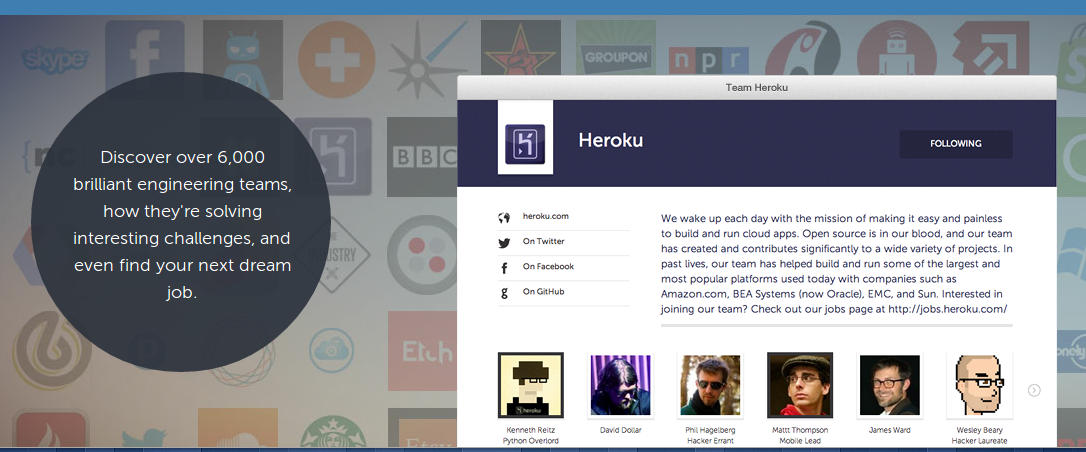 skype
GROUPON
npr
Team Heroku
Heroku
FOLLOWING
BBC
Discover over 6,000
brilliant engineering teams,
how they're solving
interesting challenges, and
even find your next dream
job.
heroku.com
On Twitter
On Facebook
On GitHub
We wake up each day with the mission of making it easy and painless
to build and run cloud apps. Open source is in our blood, and our team
has created and contributes significantly to a wide variety of projects. In
past lives, our team has helped build and run some of the largest and
most popular platforms used today with companies such as
Amazon.com, BEA Systems (now Oracle), EMC, and Sun. Interested in
joining our team? Check out our jobs page at http://jobs.heroku.com/
heroku
Kenneth Reitz
Python Overlord
David Dollar
Phil Hagelberg
Hacker Errant
Mattt Thompson
Mobile Lead
James Ward
Wesley Beary
Hacker Laureate